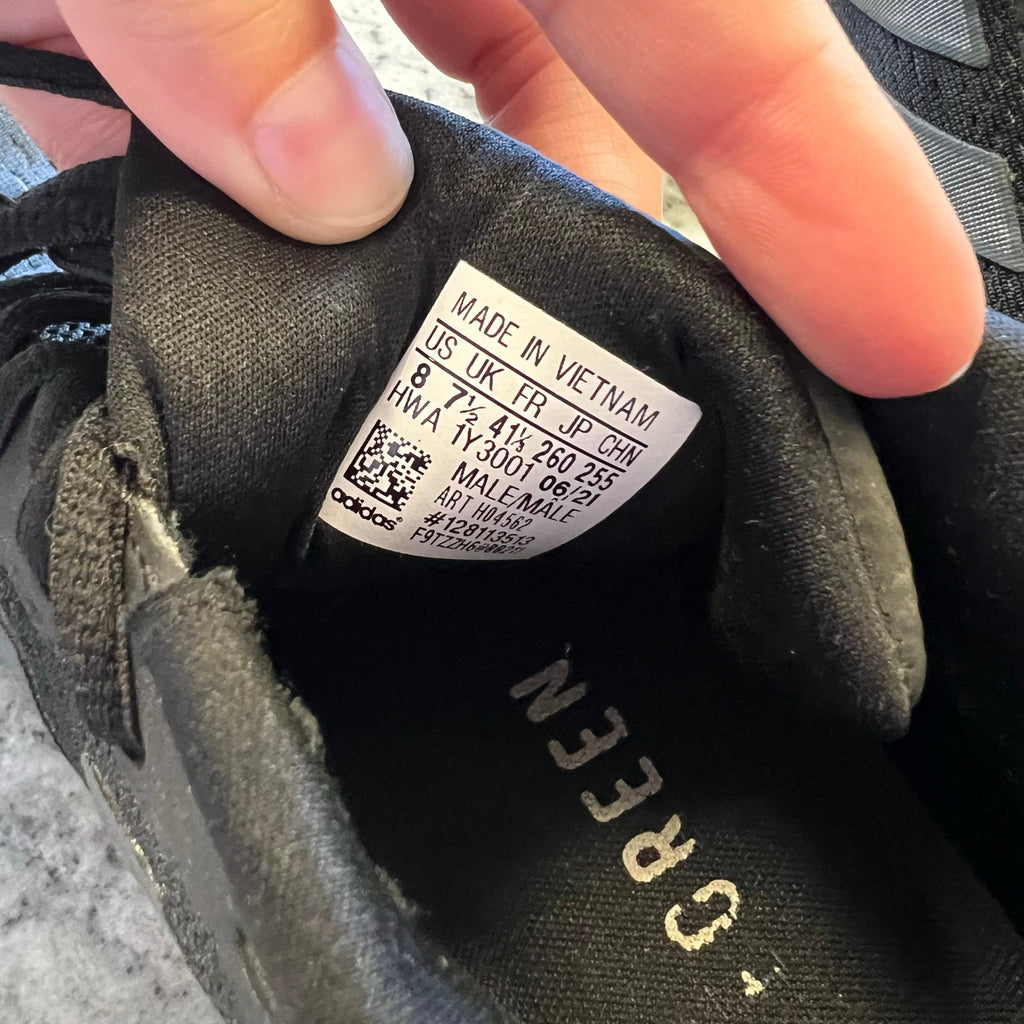 MADE IN VIETNAM
US UK FR JP CHN
8 7½ 41⅓ 260 255
HWA 1Y3001 06/21
MALE/MÂLE
ART H04562
#128113513
adidas®
CREEN